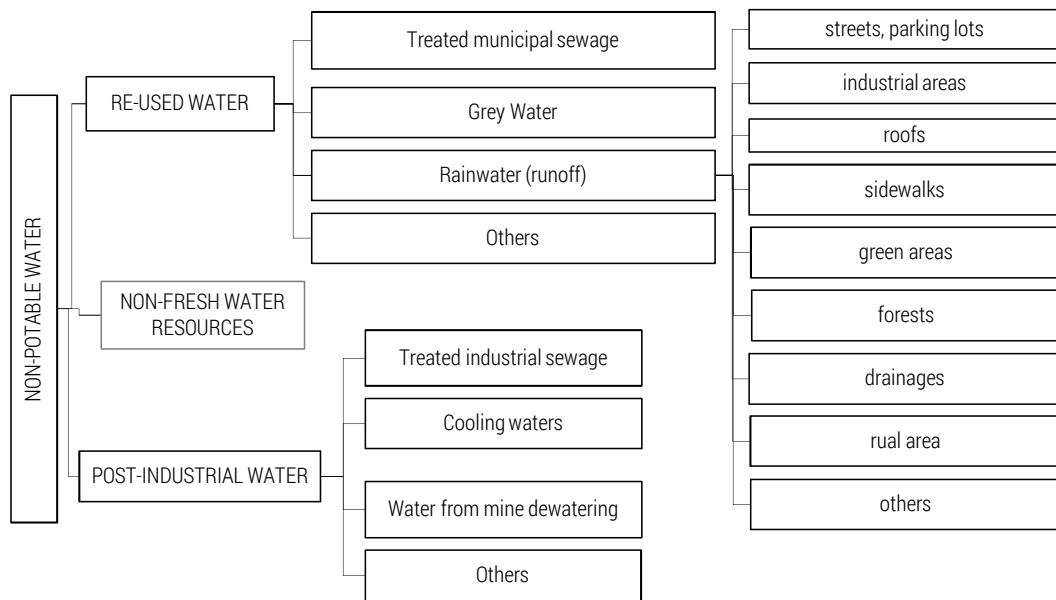 NON-POTABLE WATER
RE-USED WATER
Treated municipal sewage
Grey Water
Rainwater (runoff)
Others
streets, parking lots
industrial areas
roofs
sidewalks
green areas
forests
drainages
rual area
others
NON-FRESH WATER
RESOURCES
POST-INDUSTRIAL WATER
Treated industrial sewage
Cooling waters
Water from mine dewatering
Others